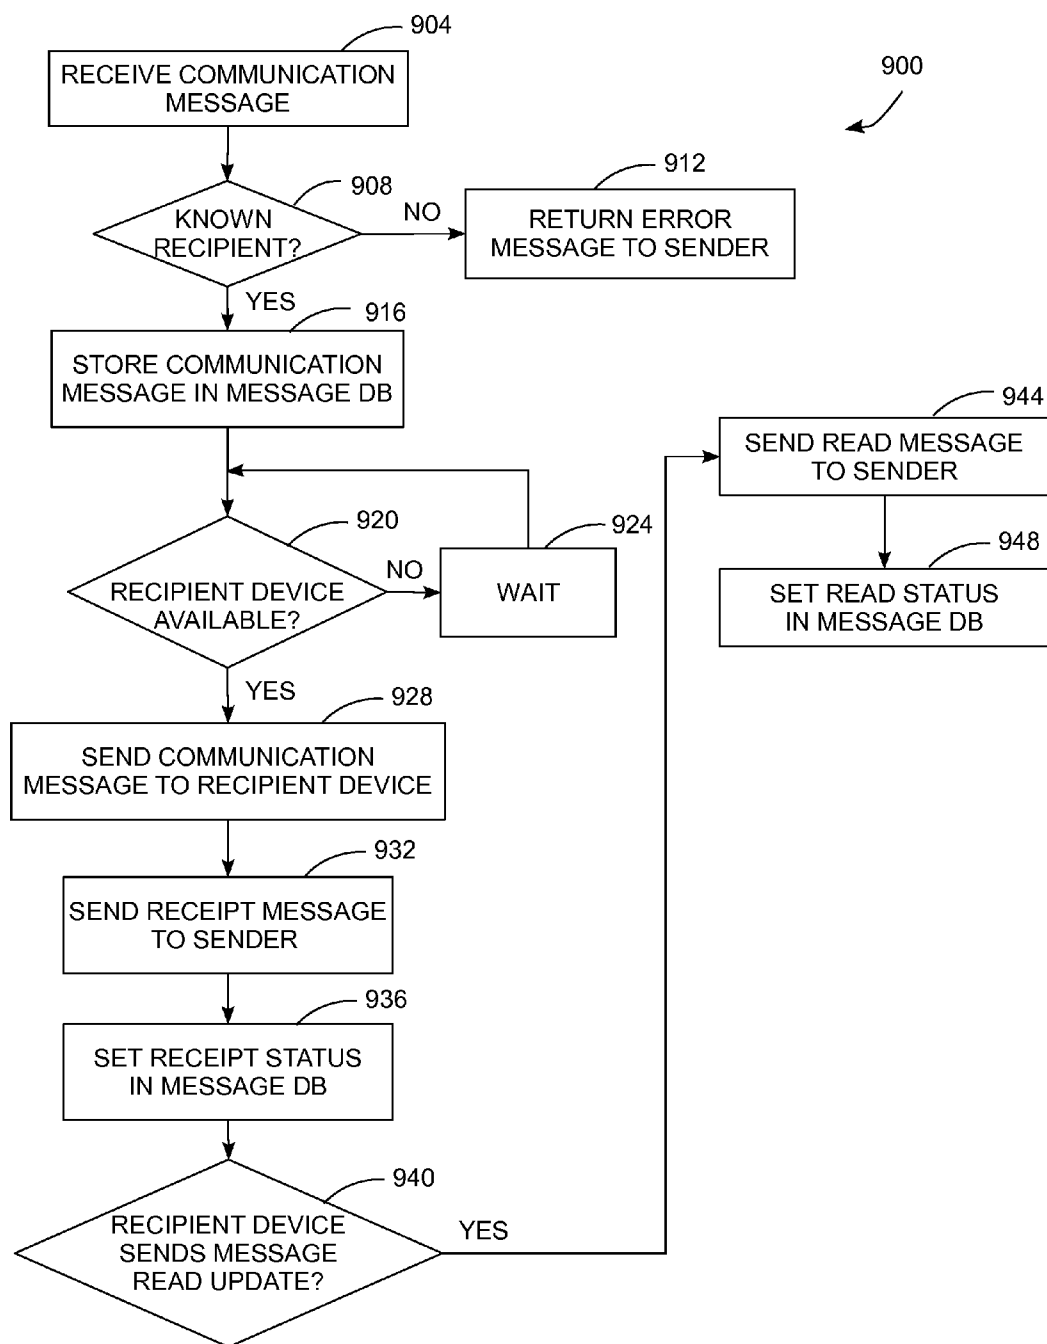 904
RECEIVE COMMUNICATION
MESSAGE
900
908
KNOWN
RECIPIENT?
NO
912
RETURN ERROR
MESSAGE TO SENDER
YES
916
STORE COMMUNICATION
MESSAGE IN MESSAGE DB
920
RECIPIENT DEVICE
AVAILABLE?
NO
924
WAIT
YES
928
SEND COMMUNICATION
MESSAGE TO RECIPIENT DEVICE
932
SEND RECEIPT MESSAGE
TO SENDER
936
SET RECEIPT STATUS
IN MESSAGE DB
940
RECIPIENT DEVICE
SENDS MESSAGE
READ UPDATE?
YES
944
SEND READ MESSAGE
TO SENDER
948
SET READ STATUS
IN MESSAGE DB